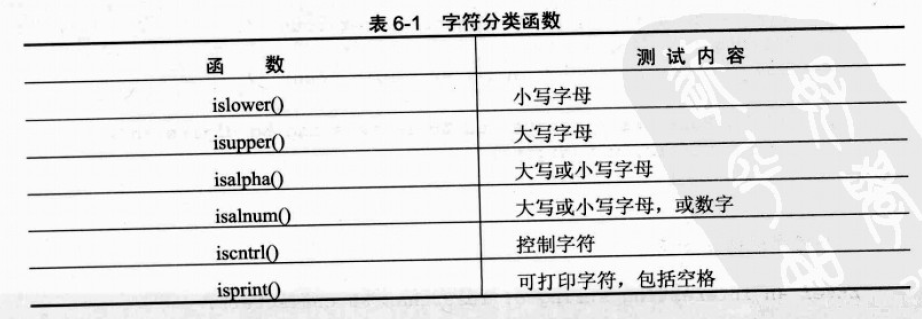 表 6-1 字符分类函数
函 数 测 试 内 容
islower() 小写字母
isupper() 大写字母
isalpha() 大写或小写字母
isalnum() 大写或小写字母，或数字
iscntrl() 控制字符
isprint() 可打印字符，包括空格